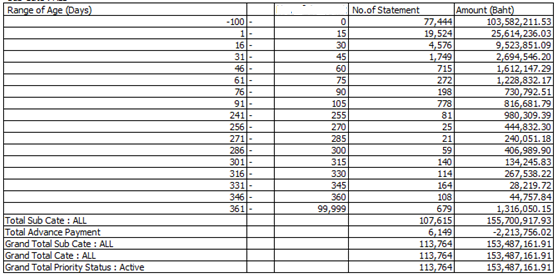 Range of Age (Days) No.of Statement Amount (Baht)
-100 - 0 77,444 103,582,211.53
1 - 15 19,524 25,614,236.03
16 - 30 4,576 9,523,851.09
31 - 45 1,749 2,694,546.20
46 - 60 715 1,612,147.29
61 - 75 272 1,228,832.17
76 - 90 198 730,792.51
91 - 105 778 816,681.79
241 - 255 81 980,309.39
256 - 270 25 444,832.30
271 - 285 21 240,051.18
286 - 300 59 406,989.90
301 - 315 140 134,245.83
316 - 330 114 267,538.22
331 - 345 164 28,219.72
346 - 360 108 44,757.84
361 - 99,999 679 1,316,050.15
Total Sub Cate : ALL 107,615 155,700,917.93
Total Advance Payment 6,149 -2,213,756.02
Grand Total Sub Cate : ALL 113,764 153,487,161.91
Grand Total Cate : ALL 113,764 153,487,161.91
Grand Total Priority Status : Active 113,764 153,487,161.91